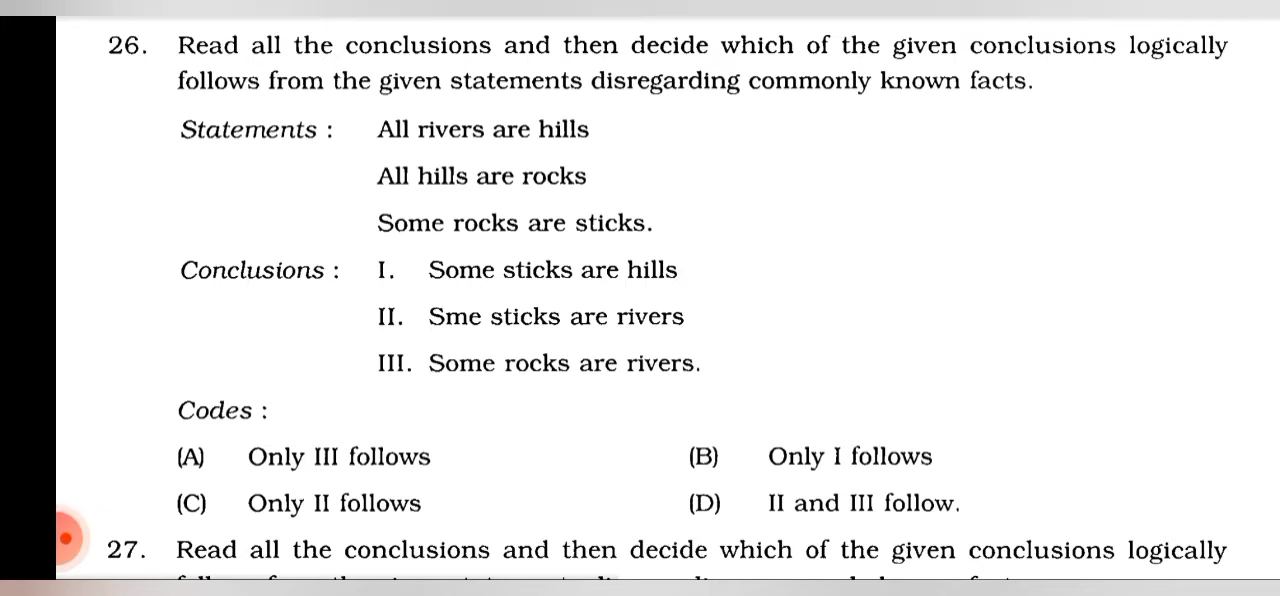 26. Read all the conclusions and then decide which of the given conclusions logically
follows from the given statements disregarding commonly known facts.
Statements : All rivers are hills
All hills are rocks
Some rocks are sticks.
Conclusions : I. Some sticks are hills
II. Sme sticks are rivers
III. Some rocks are rivers.
Codes :
(A) Only III follows (B) Only I follows
(C) Only II follows (D) II and III follow.
27. Read all the conclusions and then decide which of the given conclusions logically